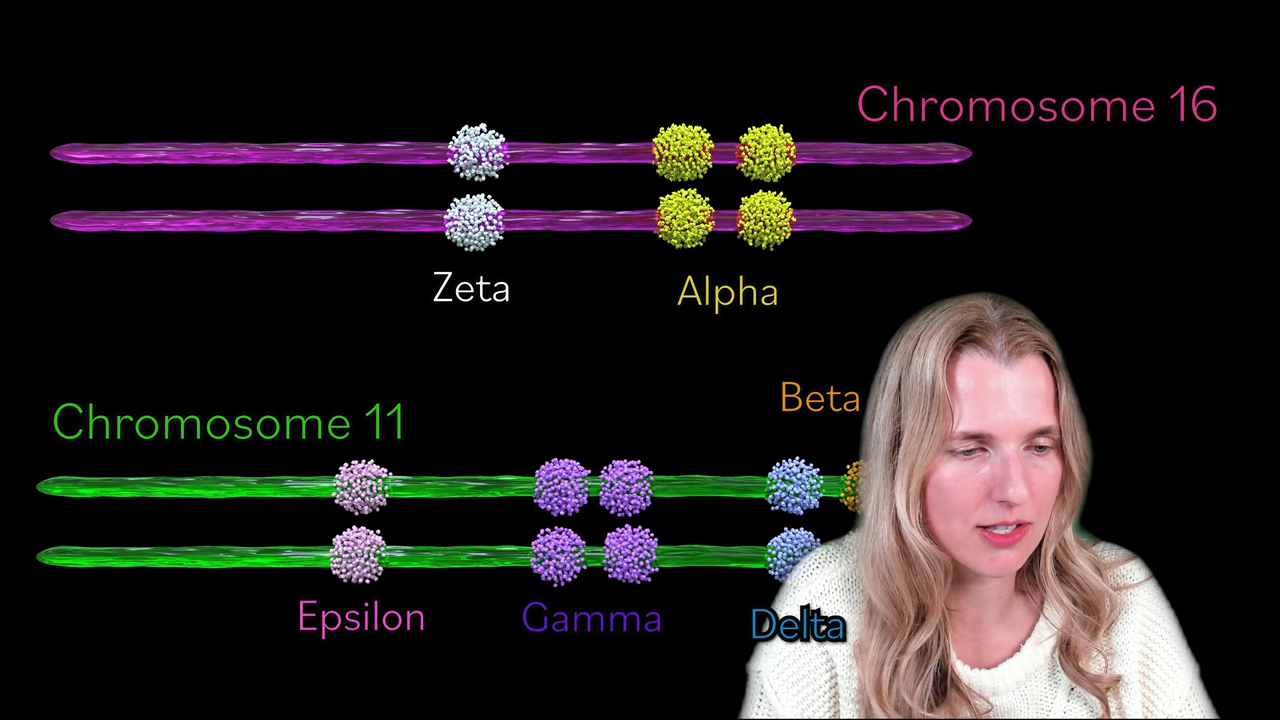 Chromosome 16
Zeta
Alpha
Beta
Chromosome 11
Epsilon
Gamma
Delta